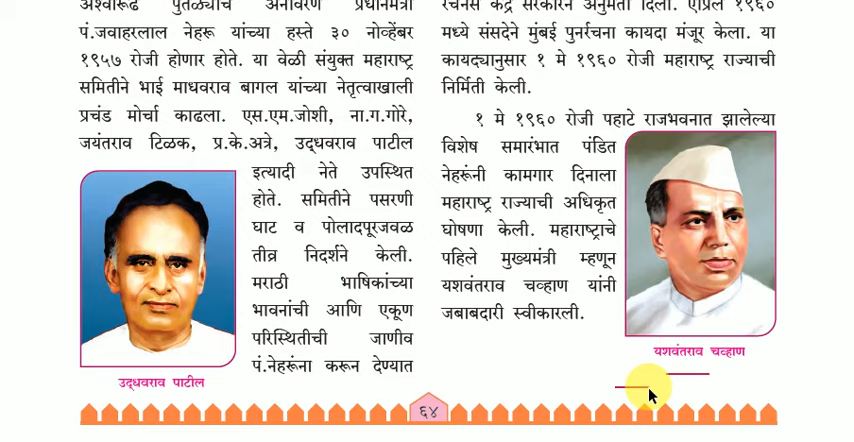 अश्वारूढ पुतळ्याचे अनावरण प्रधानमंत्री
पं.जवाहरलाल नेहरू यांच्या हस्ते ३० नोव्हेंबर
१९५७ रोजी होणार होते. या वेळी संयुक्त महाराष्ट्र
समितीने भाई माधवराव बागल यांच्या नेतृत्वाखाली
प्रचंड मोर्चा काढला. एस.एम.जोशी, ना.ग.गोरे,
जयंतराव टिळक, प्र.के.अत्रे, उद्धवराव पाटील
इत्यादी नेते उपस्थित
होते. समितीने पसरणी
घाट व पोलादपूरजवळ
तीव्र निदर्शने केली.
मराठी भाषिकांच्या
भावनांची आणि एकूण
परिस्थितीची जाणीव
पं.नेहरूंना करून देण्यात
उद्धवराव पाटील
रचनेस केंद्र सरकारने अनुमती दिली. एप्रिल १९६०
मध्ये संसदेने मुंबई पुनर्रचना कायदा मंजूर केला. या
कायद्यानुसार १ मे १९६० रोजी महाराष्ट्र राज्याची
निर्मिती केली.
१ मे १९६० रोजी पहाटे राजभवनात झालेल्या
विशेष समारंभात पंडित
नेहरूंनी कामगार दिनाला
महाराष्ट्र राज्याची अधिकृत
घोषणा केली. महाराष्ट्राचे
पहिले मुख्यमंत्री म्हणून
यशवंतराव चव्हाण यांनी
जबाबदारी स्वीकारली.
यशवंतराव चव्हाण
६४